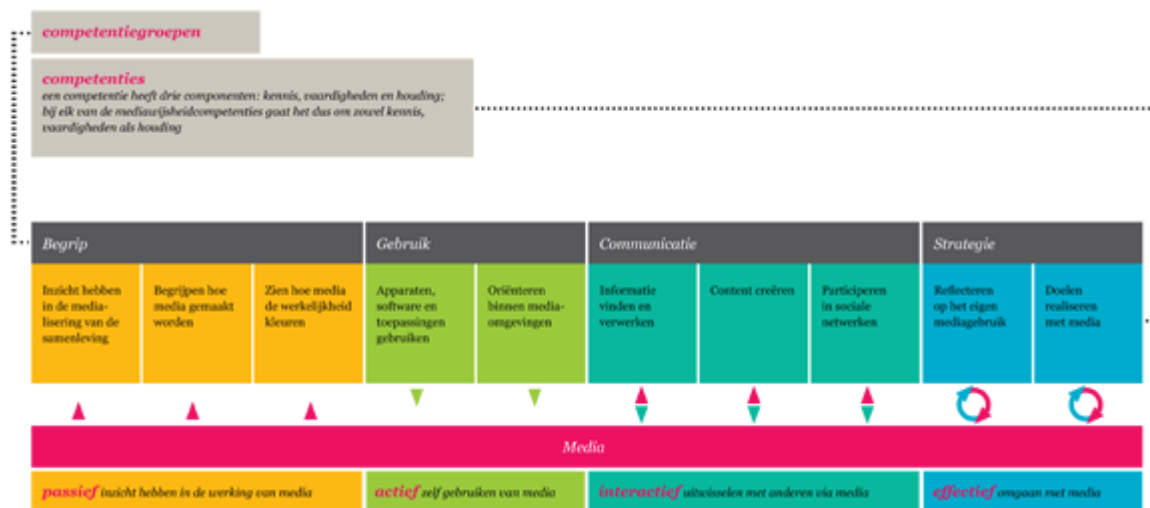 competentiegroepen
competenties
een competentie heeft drie componenten: kennis, vaardigheden en houding;
bij elk van de mediawijsheidcompetenties gaat het dus om zowel kennis,
vaardigheden als houding
Begrip
Inzicht hebben
in de media-
lisering van de
samenleving
Begrijpen hoe
media gemaakt
worden
Zien hoe media
de werkelijkheid
kleuren
Gebruik
Apparaten,
software en
toepassingen
gebruiken
Oriënteren
binnen media-
omgevingen
Communicatie
Informatie
vinden en
verwerken
Content creëren
Participeren
in sociale
netwerken
Strategie
Reflecteren
op het eigen
mediagebruik
Doelen
realiseren
met media
Media
passief inzicht hebben in de werking van media
actief zelf gebruiken van media
interactief uitwisselen met anderen via media
effectief omgaan met media